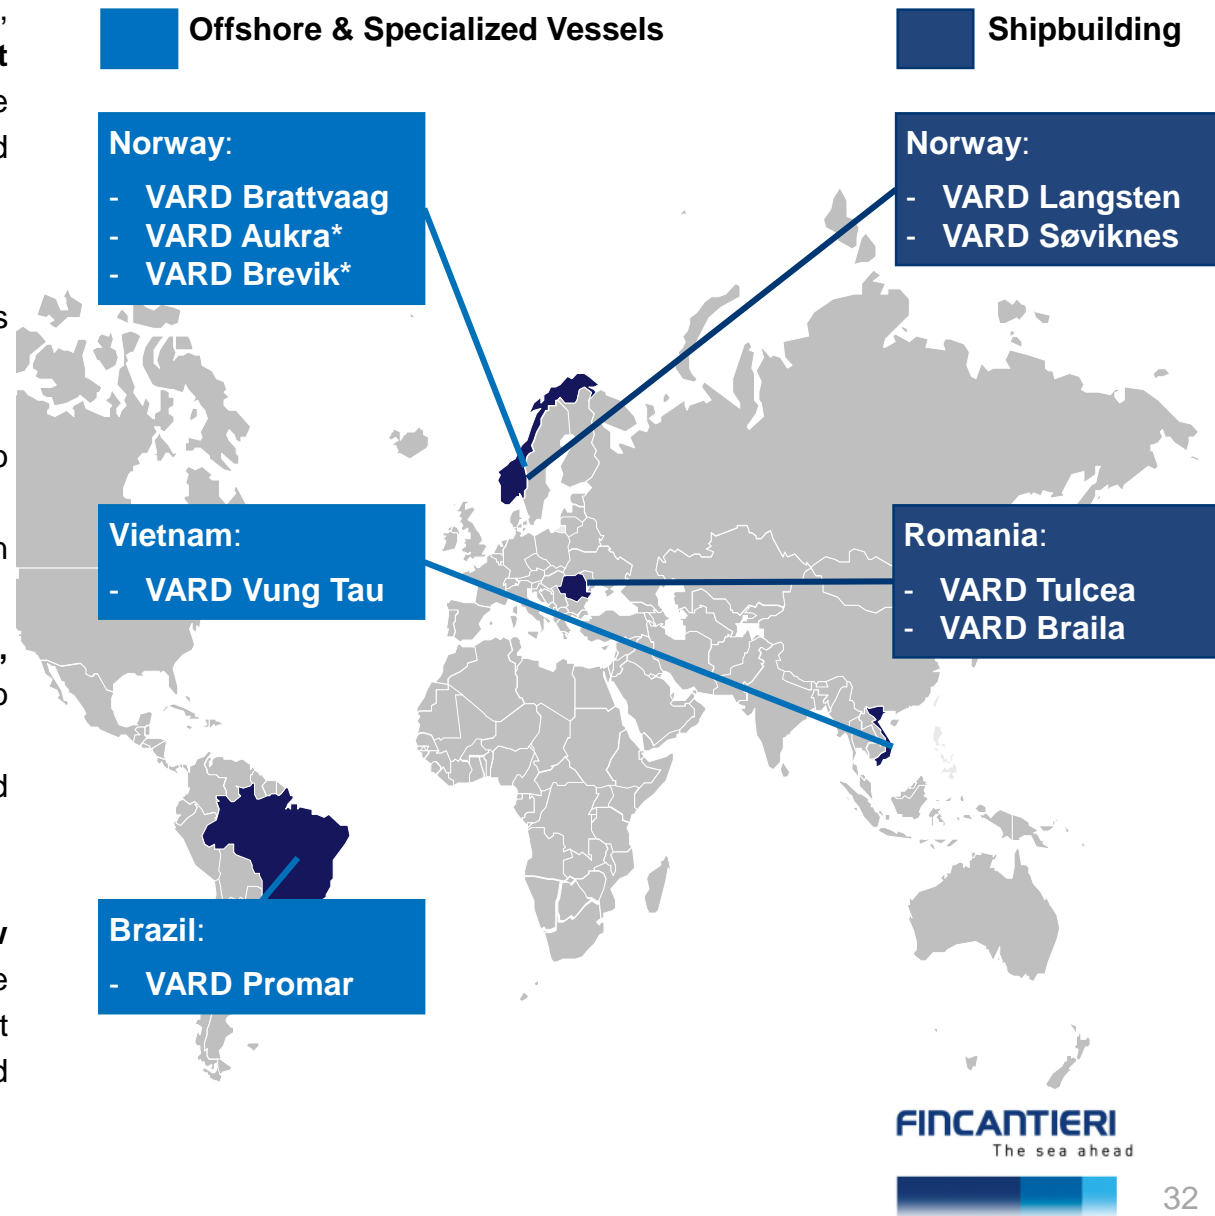 ,
t
e
d
s
o
n
,
o
d
w
e
t
d
Offshore & Specialized Vessels
Shipbuilding
Norway:
- VARD Brattvaag
- VARD Aukra*
- VARD Brevik*
Norway:
- VARD Langsten
- VARD Søviknes
Vietnam:
- VARD Vung Tau
Romania:
- VARD Tulcea
- VARD Braila
Brazil:
- VARD Promar
FINCANTIERI
The sea ahead
32